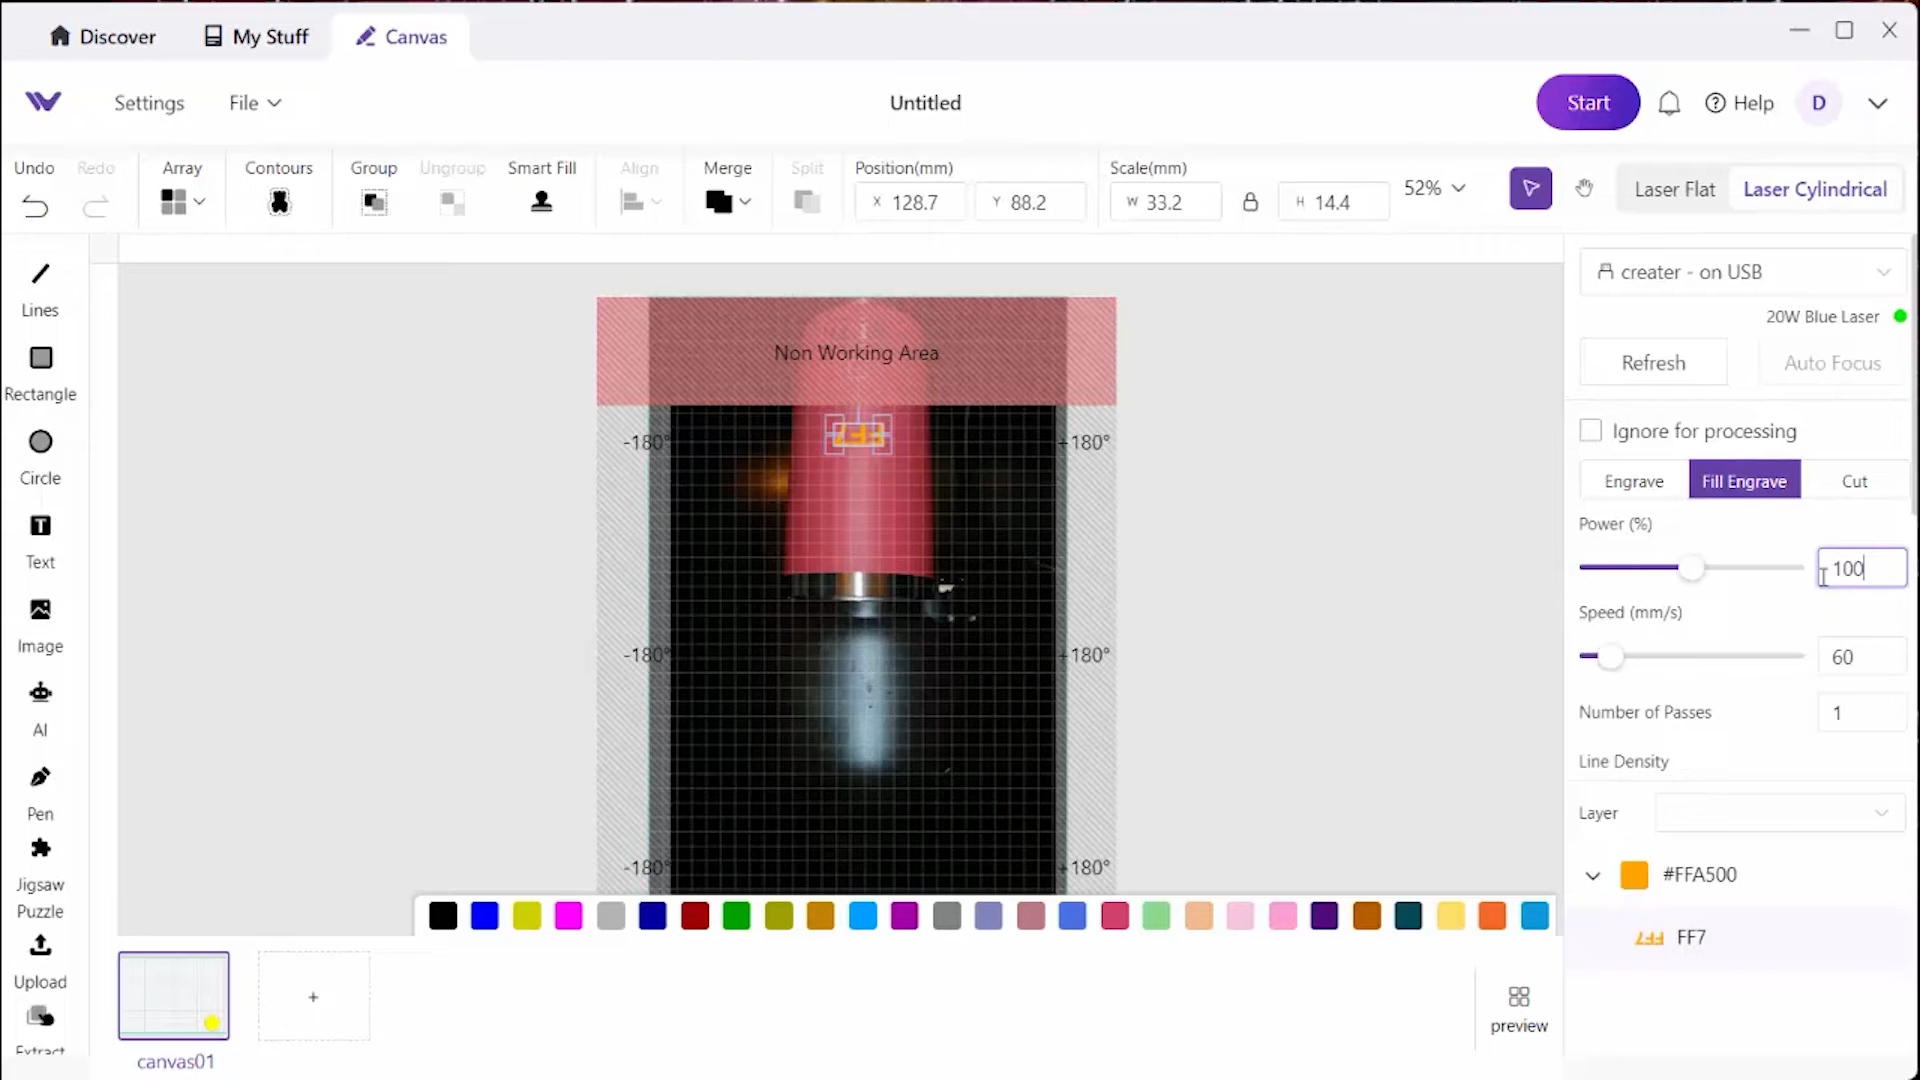 Discover
My Stuff
Canvas
Settings
File
Untitled
Start
Help
D
Undo
Redo
Array
Contours
Group
Ungroup
Smart Fill
Align
Merge
Split
Position(mm)
X 128.7
Y 88.2
Scale(mm)
W 33.2
H 14.4
52%
Laser Flat
Laser Cylindrical
Lines
Rectangle
Circle
Text
Image
AI
Pen
Jigsaw
Puzzle
Upload
Extract
Non Working Area
-180°
+180°
-180°
+180°
-180°
+180°
FF7
creater - on USB
20W Blue Laser
Refresh
Auto Focus
Ignore for processing
Engrave
Fill Engrave
Cut
Power (%)
100
Speed (mm/s)
60
Number of Passes
1
Line Density
Layer
#FFA500
FF7
FF7
canvas01
+
preview